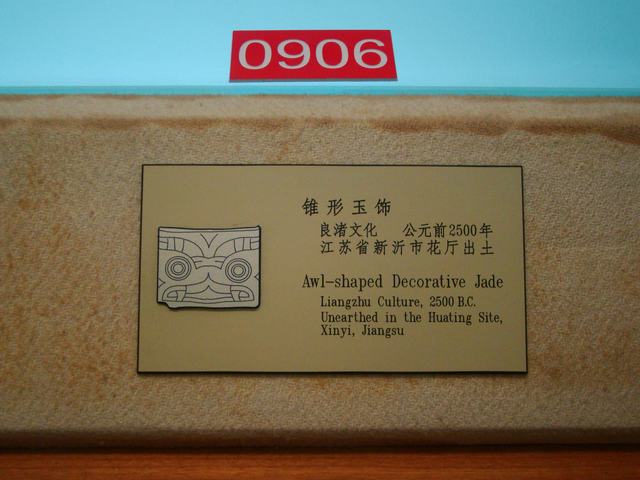 0906
锥形玉饰
良渚文化 公元前2500年
江苏省新沂市花厅出土
Awl-shaped Decorative Jade
Liangzhu Culture, 2500 B.C.
Unearthed in the Huating Site,
Xinyi, Jiangsu